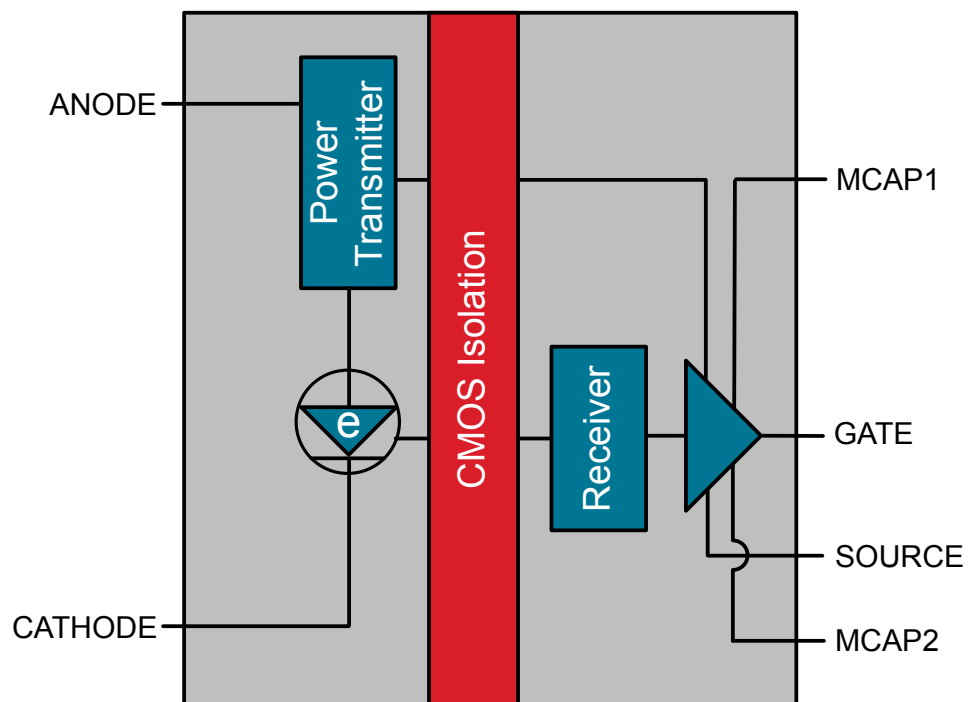 ANODE
Power
Transmitter
CMOS Isolation
MCAP1
e
Receiver
GATE
SOURCE
CATHODE
MCAP2